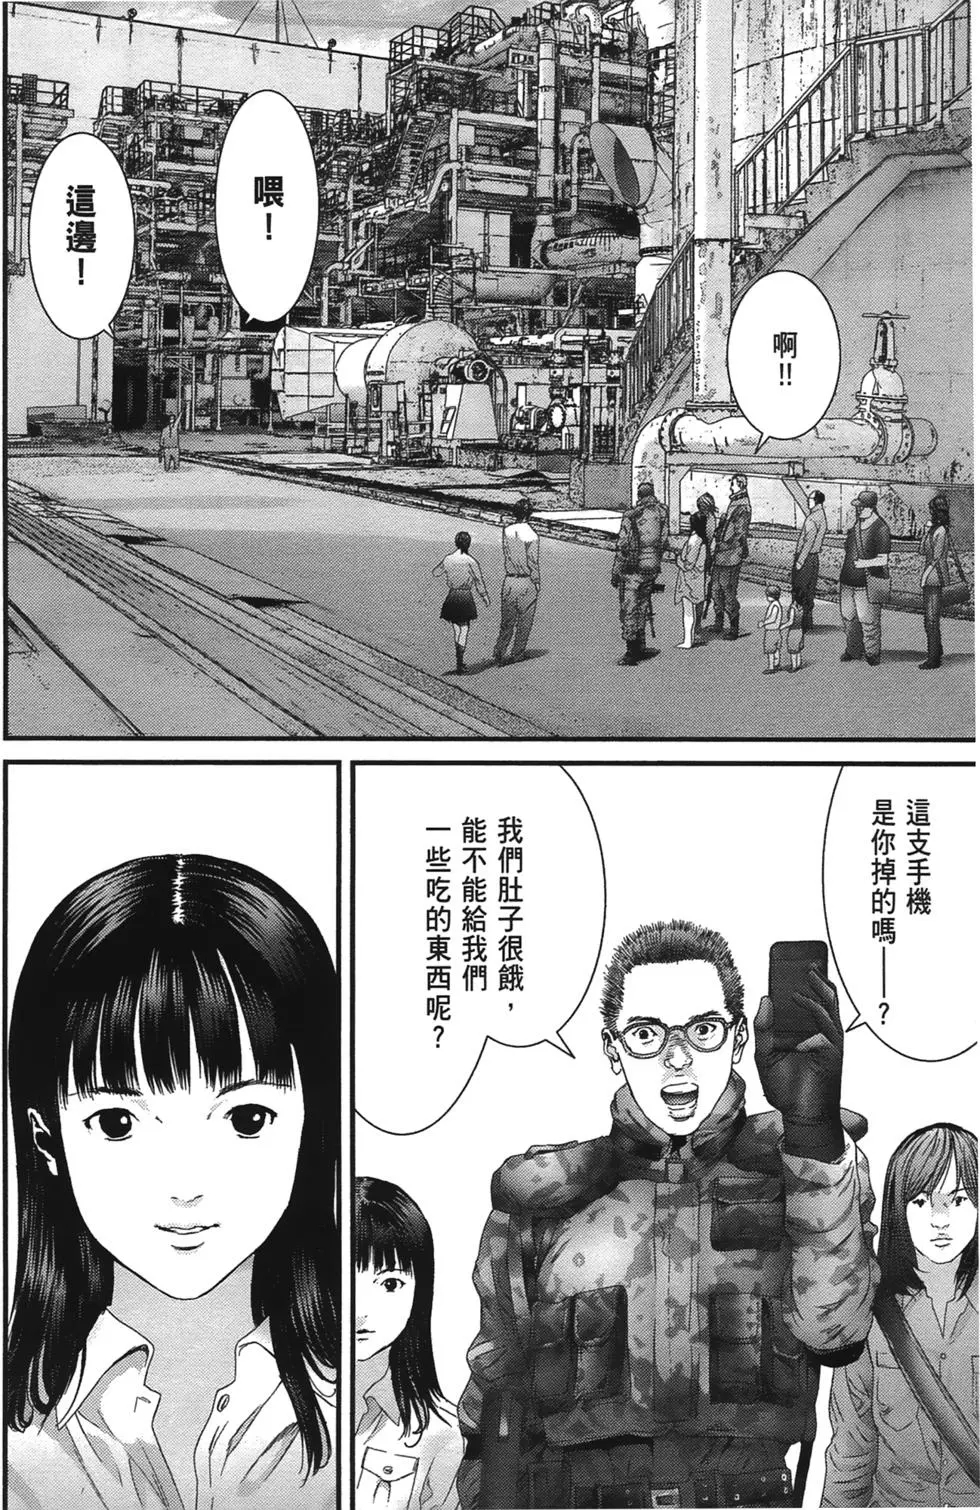 啊!!
喂！
這邊！
這支手機
是你掉的嗎——？
我們肚子很餓，
能不能給我們
一些吃的東西呢？